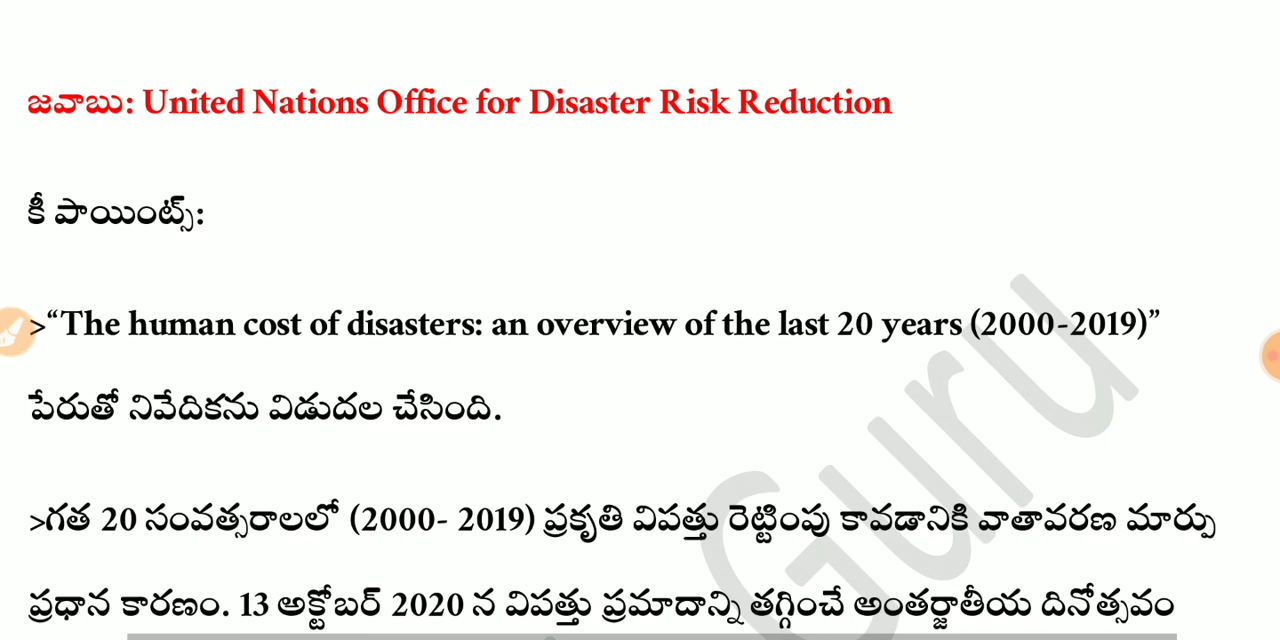 జవాబు: United Nations Office for Disaster Risk Reduction
కీ పాయింట్స్:
>“The human cost of disasters: an overview of the last 20 years (2000-2019)”
పేరుతో నివేదికను విడుదల చేసింది.
>గత 20 సంవత్సరాలలో (2000- 2019) ప్రకృతి విపత్తు రెట్టింపు కావడానికి వాతావరణ మార్పు
ప్రధాన కారణం. 13 అక్టోబర్ 2020 న విపత్తు ప్రమాదాన్ని తగ్గించే అంతర్జాతీయ దినోత్సవం
Guru